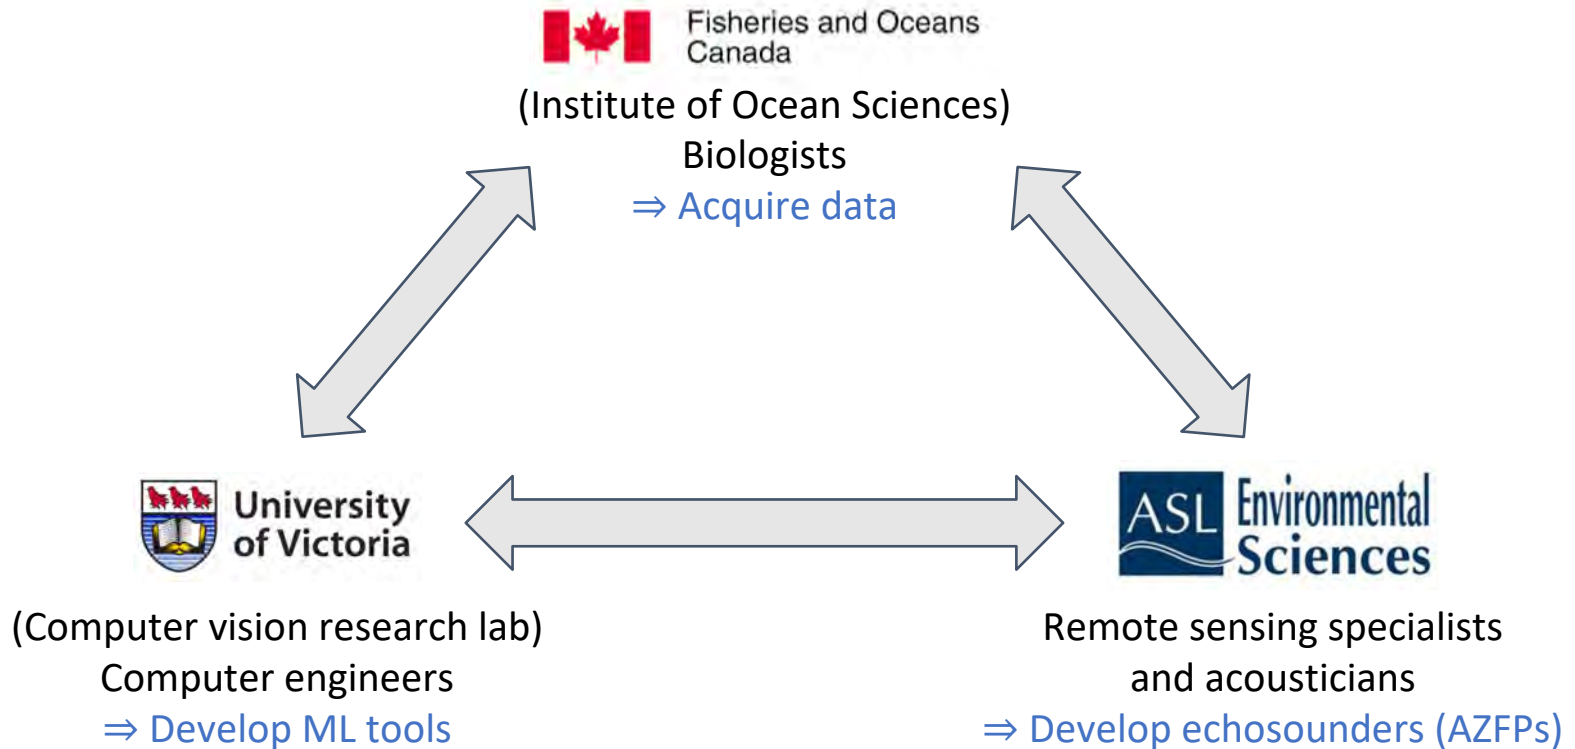 Fisheries and Oceans
Canada
(Institute of Ocean Sciences)
Biologists
⇒ Acquire data
University
of Victoria
(Computer vision research lab)
Computer engineers
⇒ Develop ML tools
ASL Environmental
Sciences
Remote sensing specialists
and acousticians
⇒ Develop echosounders (AZFPs)